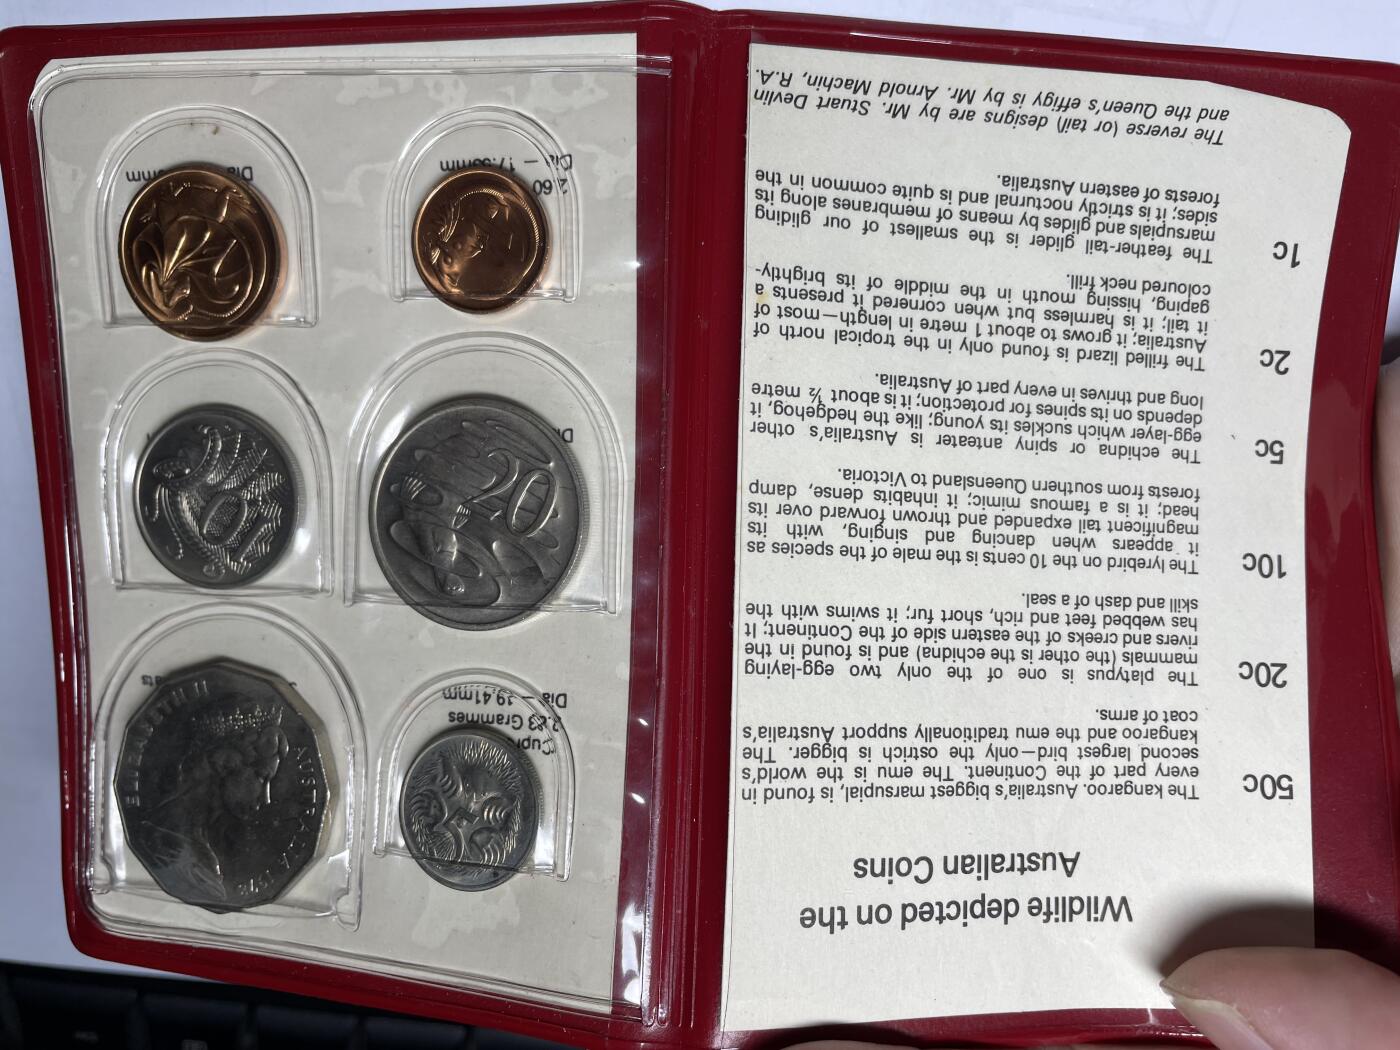 Wildlife depicted on the
Australian Coins
50c
The kangaroo. Australia's biggest marsupial, is found in
every part of the Continent. The emu is the world's
second largest bird—only the ostrich is bigger. The
kangaroo and the emu traditionally support Australia's
coat of arms.
20c
The platypus is one of the only two egg-laying
mammals (the other is the echidna) and is found in the
rivers and creeks of the eastern side of the Continent; It
has webbed feet and rich, short fur; it swims with the
skill and dash of a seal.
10c
The lyrebird on the 10 cents is the male of the species as
it appears when dancing and singing, with its
magnificent tail expanded and thrown forward over its
head; it is a famous mimic; it inhabits dense, damp
forests from southern Queensland to Victoria.
5c
The echidna or spiny anteater is Australia's other
egg-layer which suckles its young; like the hedgehog, it
depends on its spines for protection; it is about ½ metre
long and thrives in every part of Australia.
2c
The frilled lizard is found only in the tropical north of
Australia; it grows to about 1 metre in length—most of
it tail; it is harmless but when cornered it presents a
gaping, hissing mouth in the middle of its brightly-
coloured neck frill.
1c
The feather-tail glider is the smallest of our gliding
marsupials and glides by means of membranes along its
sides; it is strictly nocturnal and is quite common in the
forests of eastern Australia.
The reverse (or tail) designs are by Mr. Stuart Devlin
and the Queen's effigy is by Mr. Arnold Machin, R.A.
Cupr
2.83 Grammes
Dia — 19.41mm
5
ELIZABETH II
AUSTRALIA
20
10
2.60
Dia — 17.53mm
Dia
mm